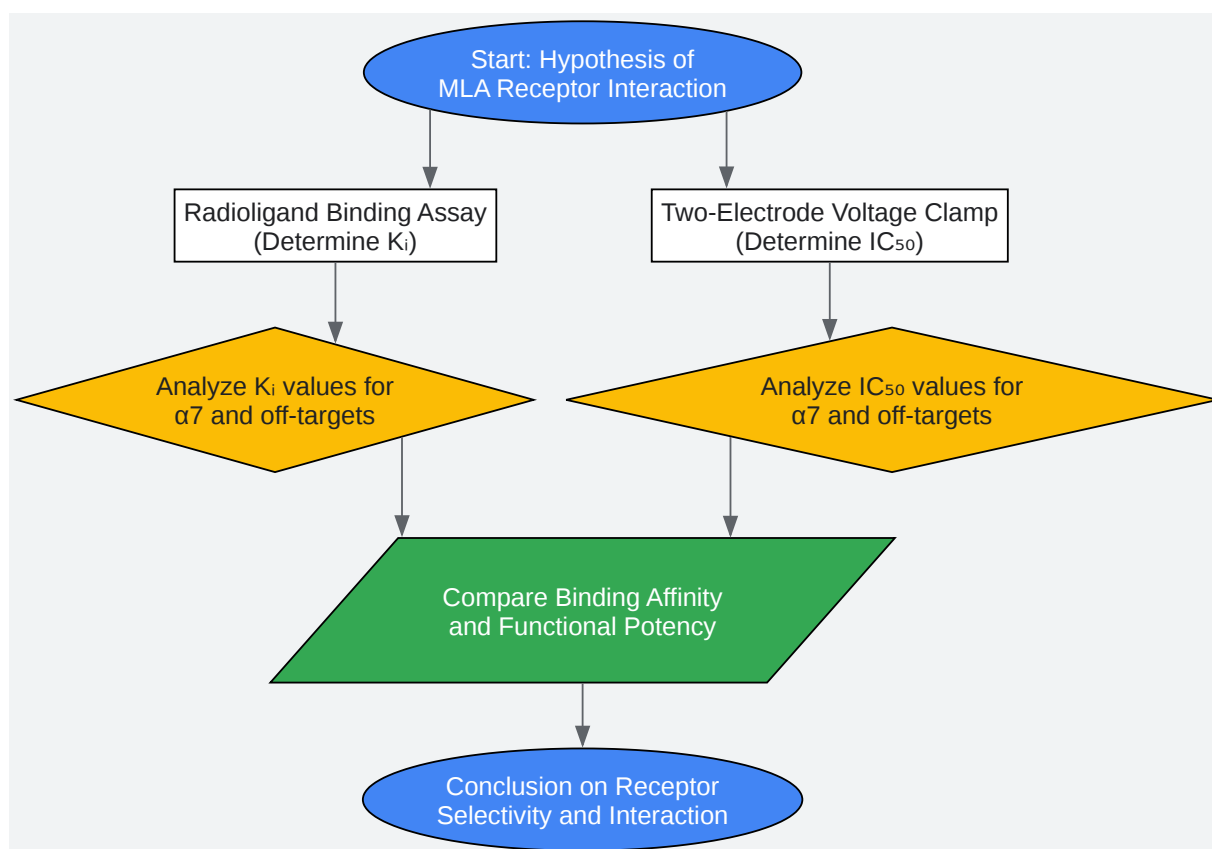 Start: Hypothesis of
MLA Receptor Interaction
Radioligand Binding Assay
(Determine Kᵢ)
Two-Electrode Voltage Clamp
(Determine IC₅₀)
Analyze Kᵢ values for
α7 and off-targets
Analyze IC₅₀ values for
α7 and off-targets
Compare Binding Affinity
and Functional Potency
Conclusion on Receptor
Selectivity and Interaction